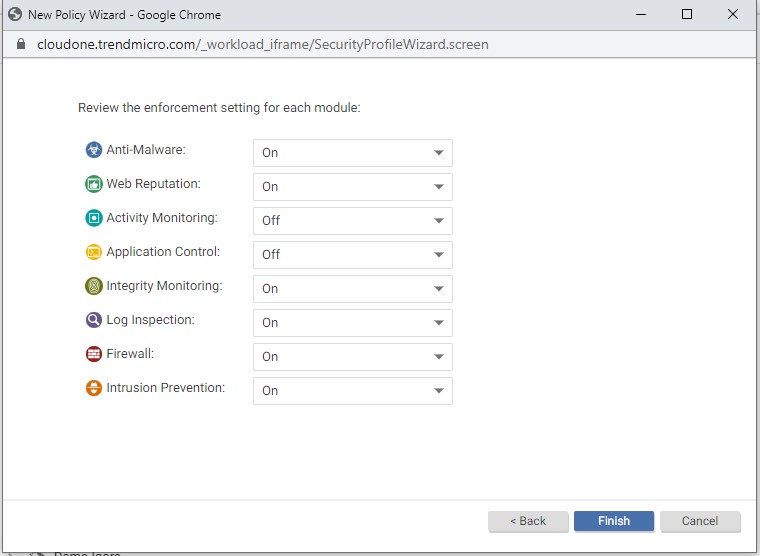 New Policy Wizard - Google Chrome
cloudone.trendmicro.com/_workload_iframe/SecurityProfileWizard.screen
Review the enforcement setting for each module:
Anti-Malware: On
Web Reputation: On
Activity Monitoring: Off
Application Control: Off
Integrity Monitoring: On
Log Inspection: On
Firewall: On
Intrusion Prevention: On
< Back Finish Cancel